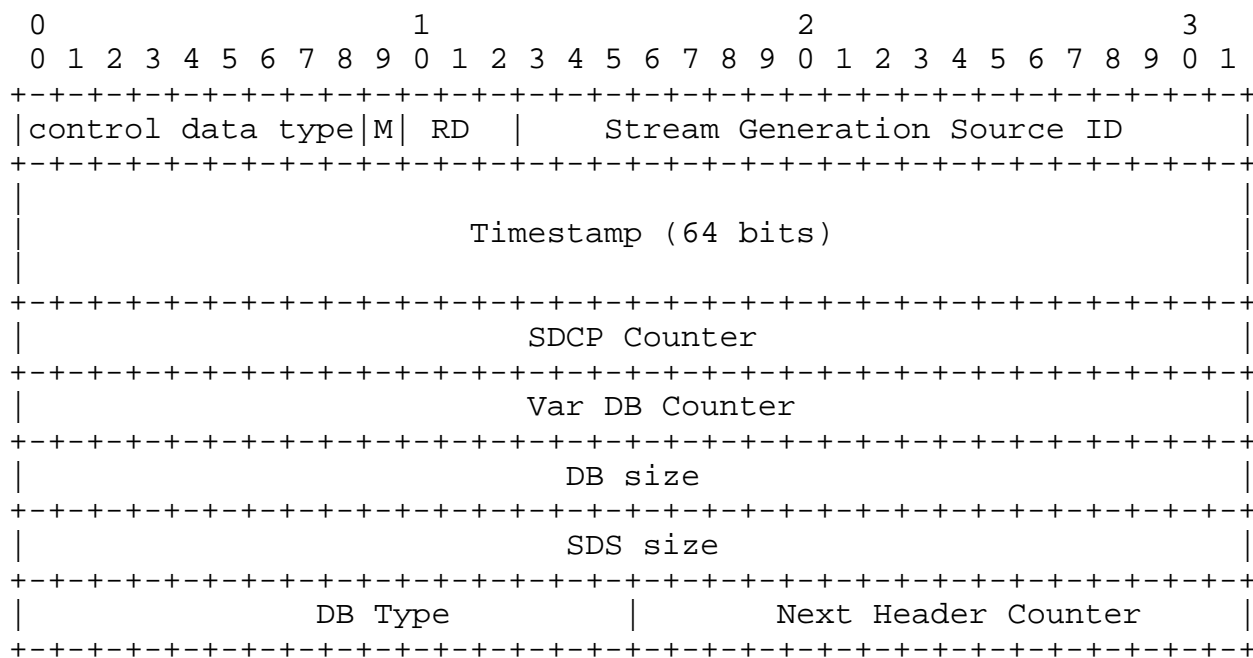 0 1 2 3
0 1 2 3 4 5 6 7 8 9 0 1 2 3 4 5 6 7 8 9 0 1 2 3 4 5 6 7 8 9 0 1
+-+-+-+-+-+-+-+-+-+-+-+-+-+-+-+-+-+-+-+-+-+-+-+-+-+-+-+-+-+-+-+-+
|control data type|M| RD | Stream Generation Source ID |
+-+-+-+-+-+-+-+-+-+-+-+-+-+-+-+-+-+-+-+-+-+-+-+-+-+-+-+-+-+-+-+-+
| |
| Timestamp (64 bits) |
| |
+-+-+-+-+-+-+-+-+-+-+-+-+-+-+-+-+-+-+-+-+-+-+-+-+-+-+-+-+-+-+-+-+
| SDCP Counter |
+-+-+-+-+-+-+-+-+-+-+-+-+-+-+-+-+-+-+-+-+-+-+-+-+-+-+-+-+-+-+-+-+
| Var DB Counter |
+-+-+-+-+-+-+-+-+-+-+-+-+-+-+-+-+-+-+-+-+-+-+-+-+-+-+-+-+-+-+-+-+
| DB size |
+-+-+-+-+-+-+-+-+-+-+-+-+-+-+-+-+-+-+-+-+-+-+-+-+-+-+-+-+-+-+-+-+
| SDS size |
+-+-+-+-+-+-+-+-+-+-+-+-+-+-+-+-+-+-+-+-+-+-+-+-+-+-+-+-+-+-+-+-+
| DB Type | Next Header Counter |
+-+-+-+-+-+-+-+-+-+-+-+-+-+-+-+-+-+-+-+-+-+-+-+-+-+-+-+-+-+-+-+-+